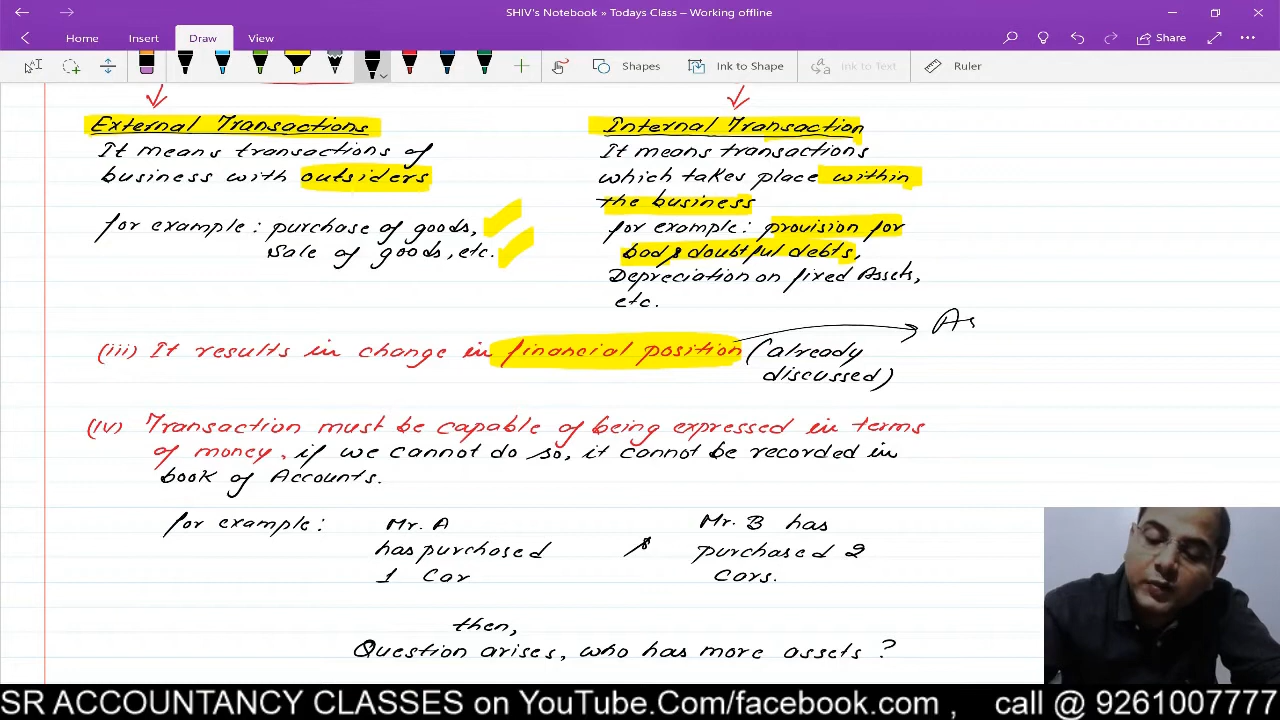 SHIV's Notebook » Todays Class – Working offline
Home Insert Draw View
Share
Shapes Ink to Shape Ink to Text Ruler
External Transactions
It means transactions of
business with outsiders
for example: purchase of goods,
Sale of goods, etc.
Internal Transaction
It means transactions
which takes place within
the business
for example: provision for
bad & doubtful debts,
Depreciation on fixed Assets,
etc.
As
(iii) It results in change in financial position (already
discussed)
(iv) Transaction must be capable of being expressed in terms
of money. if we cannot do so, it cannot be recorded in
book of Accounts.
for example:
Mr. A
has purchased
1 Car
&
Mr. B has
purchased 2
Cars.
then,
Question arises, who has more assets ?
SR ACCOUNTANCY CLASSES on YouTube.Com/facebook.com , call @ 9261007777